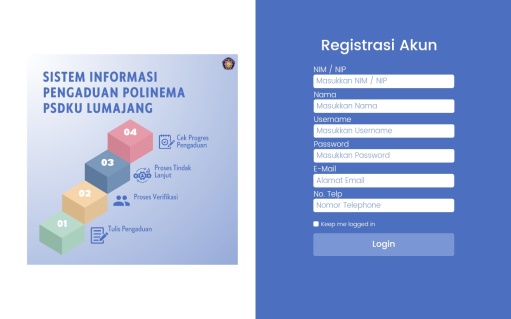 SISTEM INFORMASI
PENGADUAN POLINEMA
PSDKU LUMAJANG
04
Cek Progres
Pengaduan
03
Proses Tindak
Lanjut
02
Proses Verifikasi
01
Tulis Pengaduan
Registrasi Akun
NIM / NIP
Masukkan NIM / NIP
Nama
Masukkan Nama
Username
Masukkan Username
Password
Masukkan Password
E-Mail
Alamat Email
No. Telp
Nomor Telephone
Keep me logged in
Login